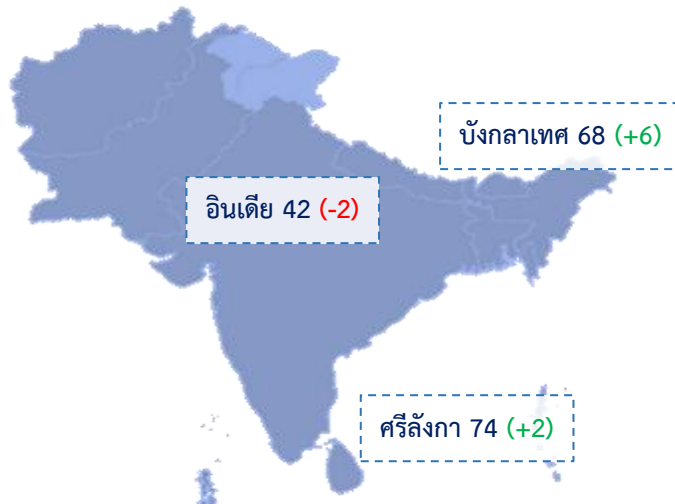 บังกลาเทศ 68 (+6)
อินเดีย 42 (-2)
ศรีลังกา 74 (+2)